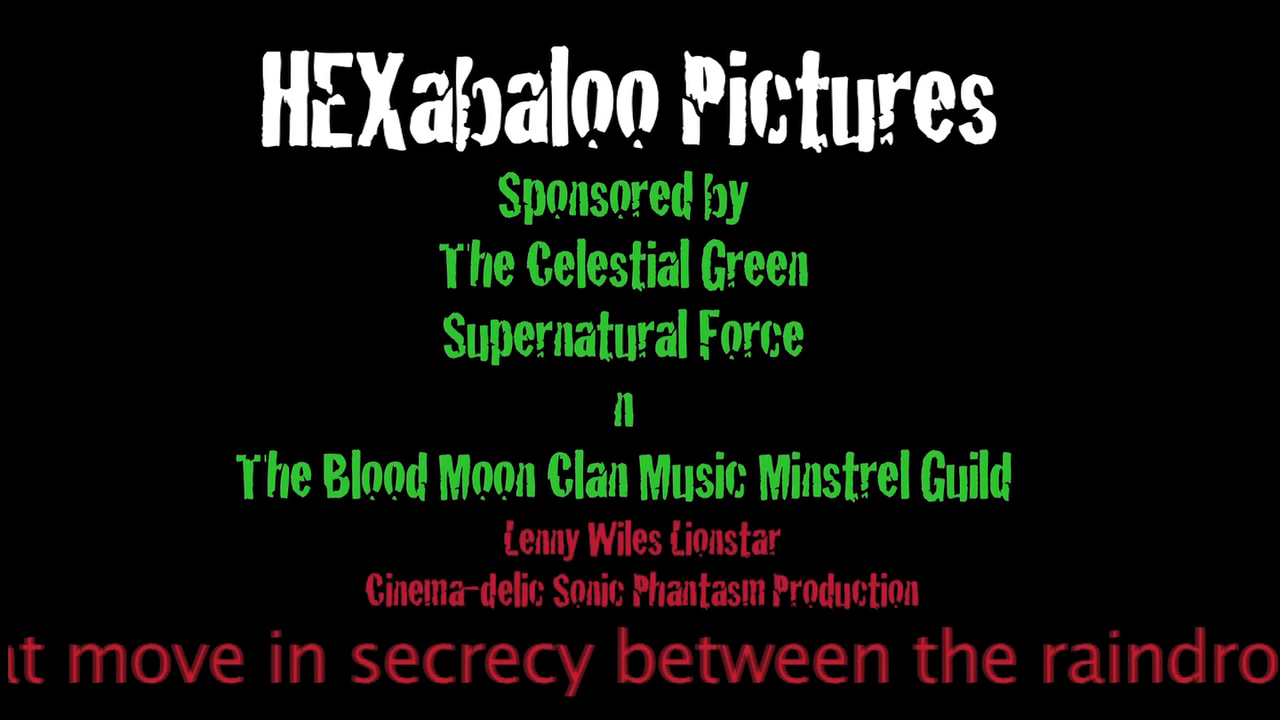 HEXabaloo Pictures
Sponsored by
The Celestial Green
Supernatural Force
n
The Blood Moon Clan Music Minstrel Guild
Lenny Wiles Lionstar
Cinema-delic Sonic Phantasm Production
move in secrecy between the